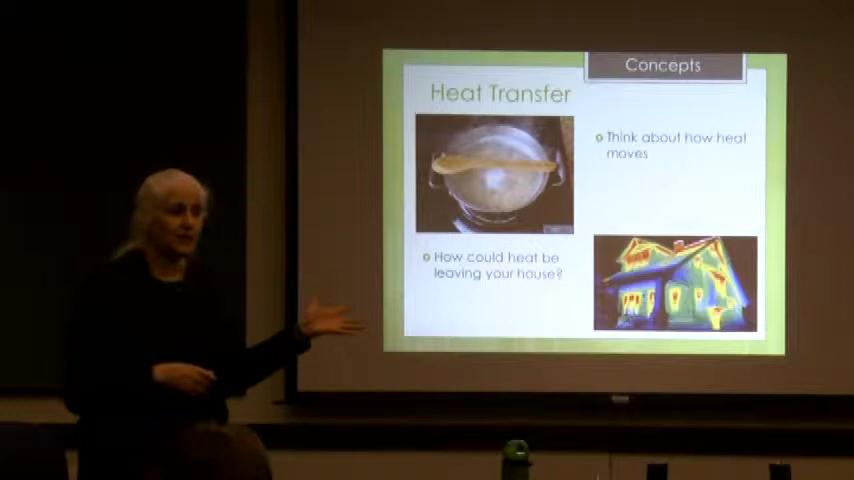 Concepts
Heat Transfer
Think about how heat
moves
How could heat be
leaving your house?